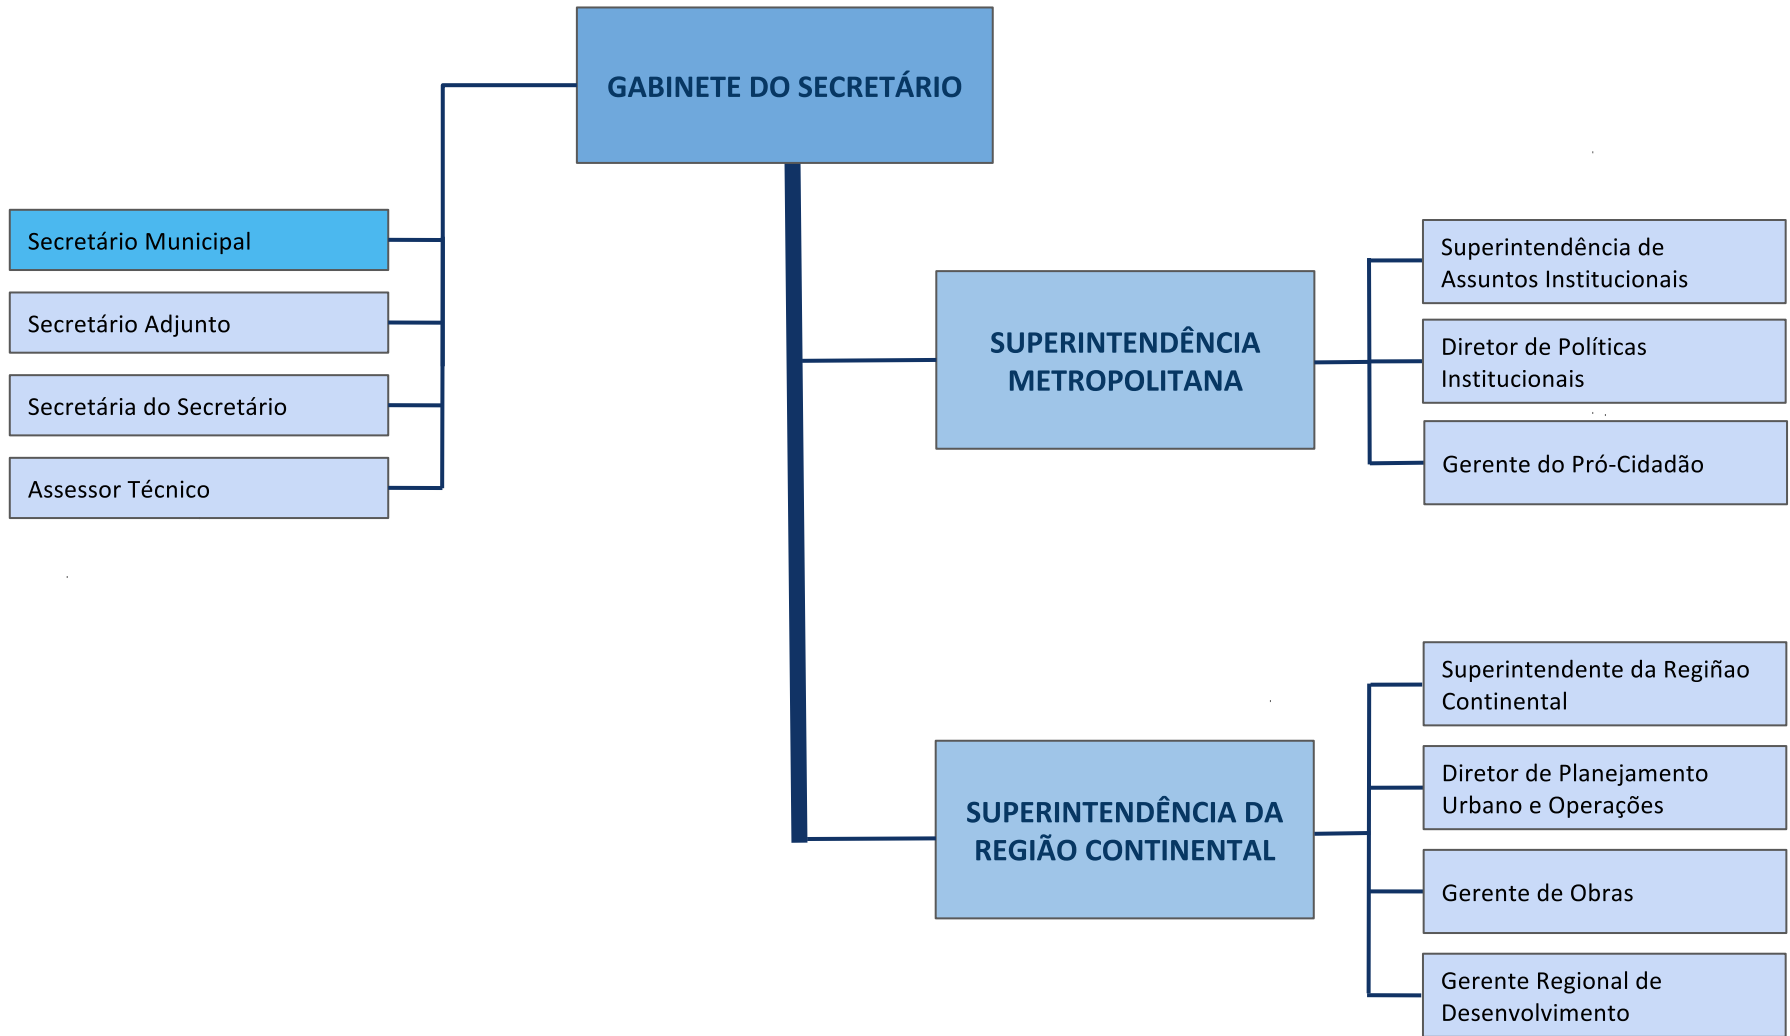 GABINETE DO SECRETÁRIO
Secretário Municipal
Secretário Adjunto
Secretária do Secretário
Assessor Técnico
SUPERINTENDÊNCIA
METROPOLITANA
Superintendência de
Assuntos Institucionais
Diretor de Políticas
Institucionais
Gerente do Pró-Cidadão
SUPERINTENDÊNCIA DA
REGIÃO CONTINENTAL
Superintendente da Regiñao
Continental
Diretor de Planejamento
Urbano e Operações
Gerente de Obras
Gerente Regional de
Desenvolvimento